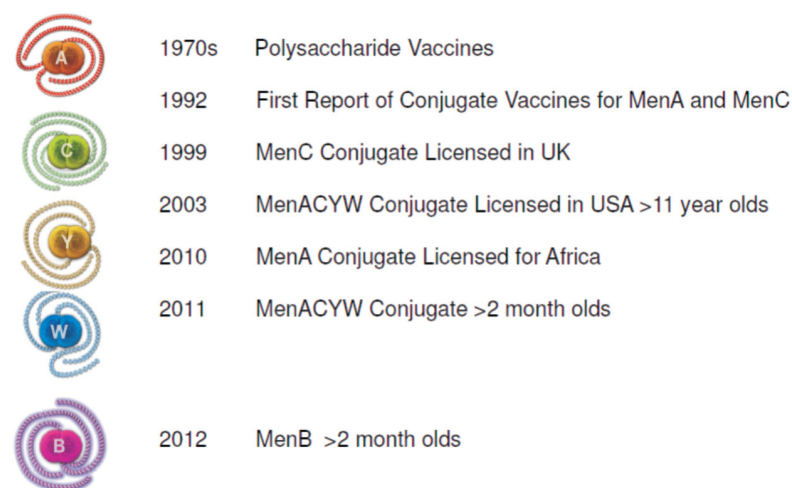 A
1970s Polysaccharide Vaccines
1992 First Report of Conjugate Vaccines for MenA and MenC
C
1999 MenC Conjugate Licensed in UK
2003 MenACYW Conjugate Licensed in USA >11 year olds
Y
2010 MenA Conjugate Licensed for Africa
2011 MenACYW Conjugate >2 month olds
W
B
2012 MenB >2 month olds